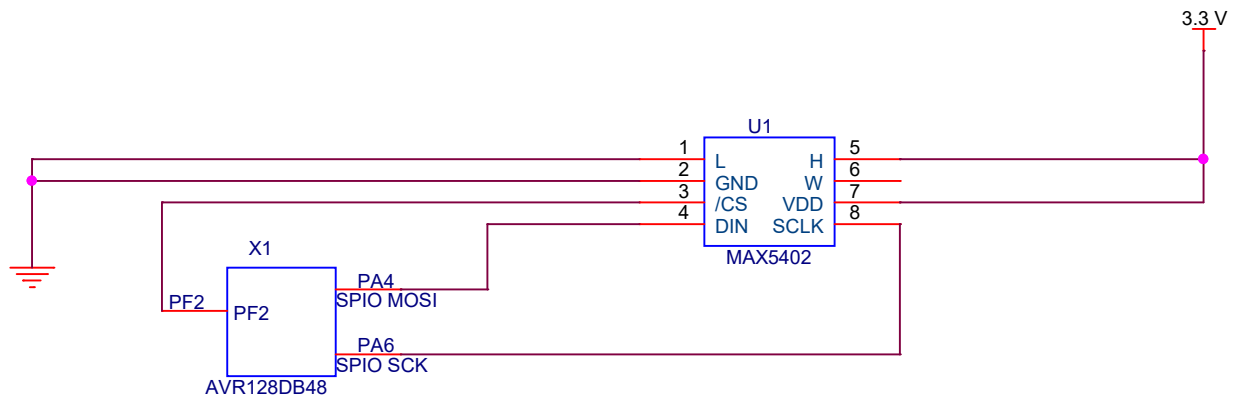 3.3 V
U1
1 L H 5
2 GND W 6
3 /CS VDD 7
4 DIN SCLK 8
MAX5402
X1
PA4
SPIO MOSI
PF2 PF2
PA6
SPIO SCK
AVR128DB48